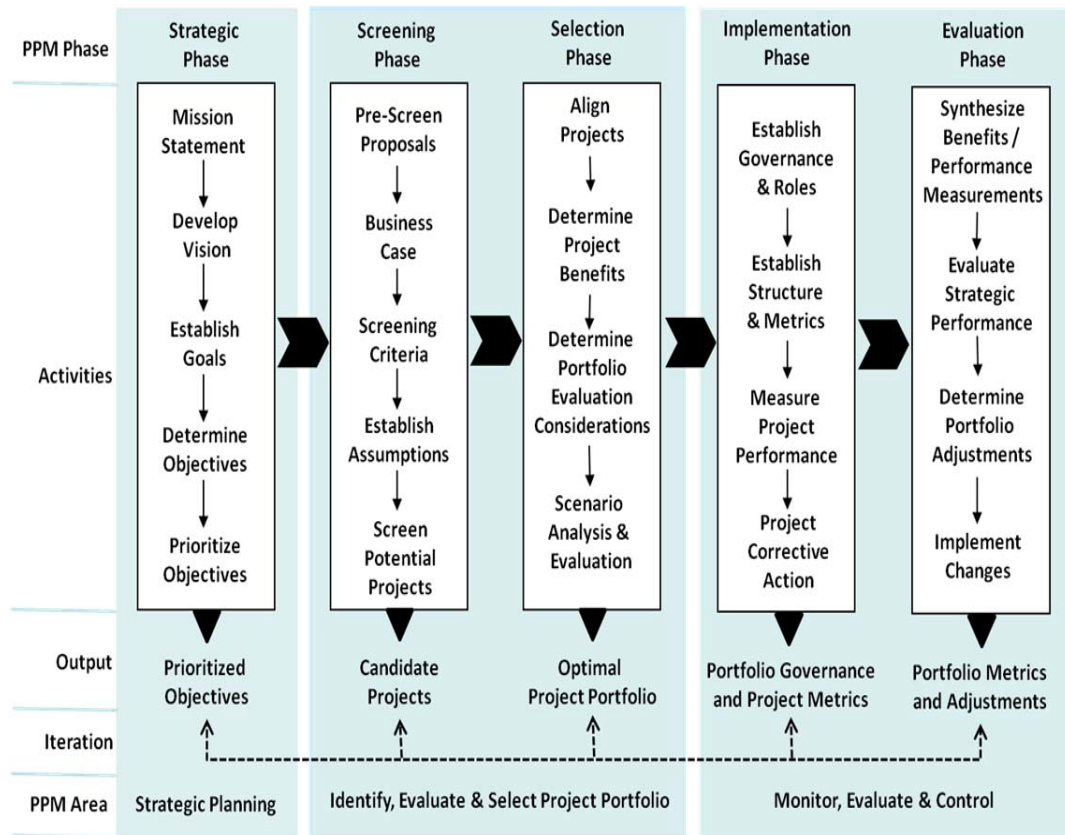 PPM Phase
Strategic
Phase
Screening
Phase
Selection
Phase
Implementation
Phase
Evaluation
Phase
Activities
Mission
Statement
Develop
Vision
Establish
Goals
Determine
Objectives
Prioritize
Objectives
Pre-Screen
Proposals
Business
Case
Screening
Criteria
Establish
Assumptions
Screen
Potential
Projects
Align
Projects
Determine
Project
Benefits
Determine
Portfolio
Evaluation
Considerations
Scenario
Analysis &
Evaluation
Establish
Governance
& Roles
Establish
Structure
& Metrics
Measure
Project
Performance
Project
Corrective
Action
Synthesize
Benefits /
Performance
Measurements
Evaluate
Strategic
Performance
Determine
Portfolio
Adjustments
Implement
Changes
Output
Prioritized
Objectives
Candidate
Projects
Optimal
Project Portfolio
Portfolio Governance
and Project Metrics
Portfolio Metrics
and Adjustments
Iteration
PPM Area
Strategic Planning
Identify, Evaluate & Select Project Portfolio
Monitor, Evaluate & Control